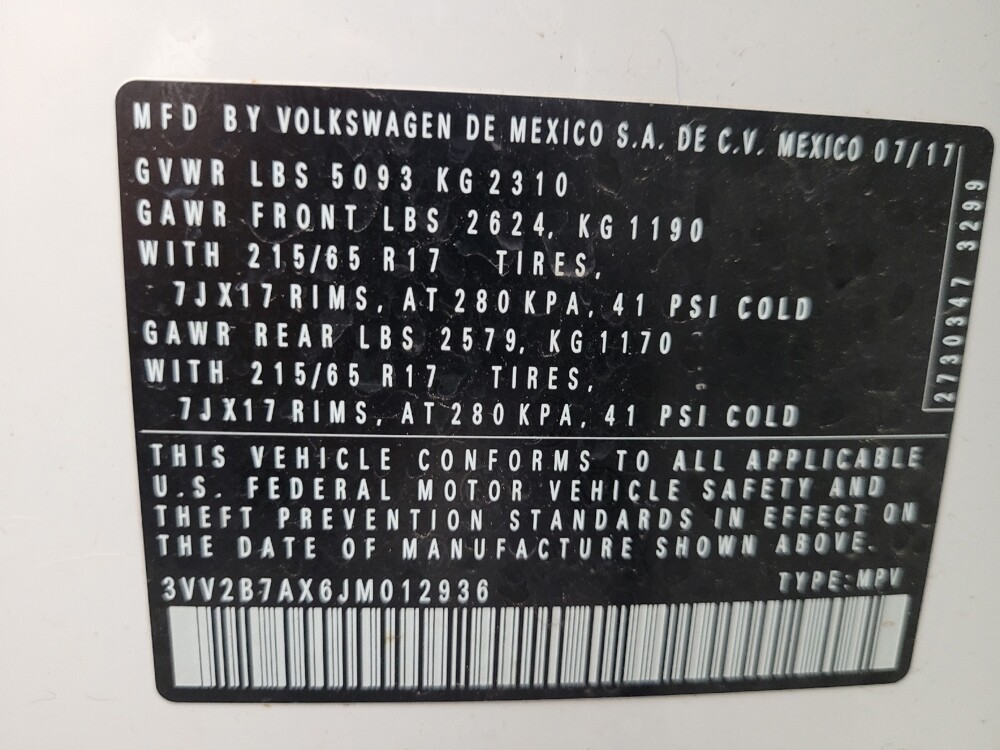 MFD BY VOLKSWAGEN DE MEXICO S.A. DE C.V. MEXICO 07/17
GVWR LBS 5093 KG 2310
GAWR FRONT LBS 2624, KG 1190
WITH 215/65 R17 TIRES,
7JX17 RIMS, AT 280 KPA, 41 PSI COLD
GAWR REAR LBS 2579, KG 1170
WITH 215/65 R17 TIRES,
7JX17 RIMS, AT 280 KPA, 41 PSI COLD
2730347 3299
THIS VEHICLE CONFORMS TO ALL APPLICABLE
U.S. FEDERAL MOTOR VEHICLE SAFETY AND
THEFT PREVENTION STANDARDS IN EFFECT ON
THE DATE OF MANUFACTURE SHOWN ABOVE.
3VV2B7AX6JM012936 TYPE:MPV